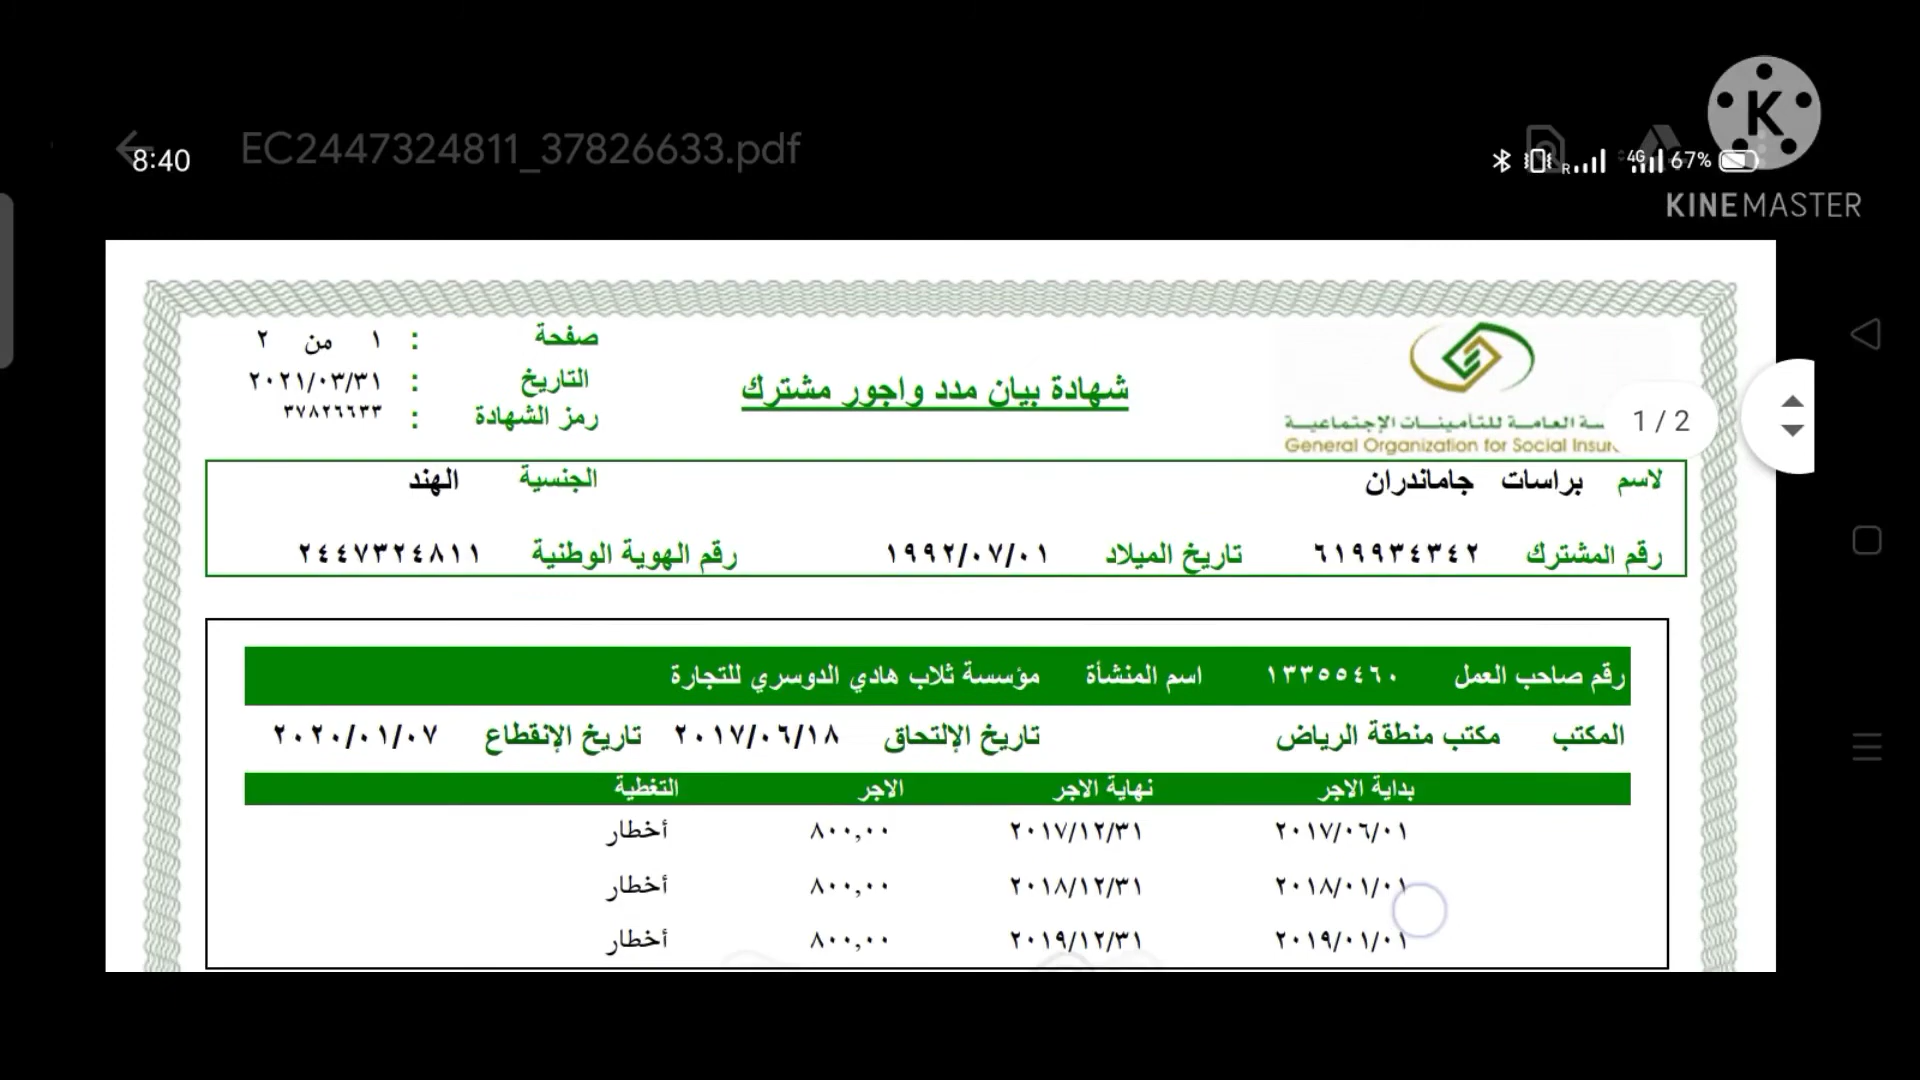 8:40
EC2447324811_37826633.pdf
4G 67%
K
KINEMASTER
صفحة : ١ من ٢
التاريخ : ٢٠٢١/٠٣/٣١
رمز الشهادة : ٣٧٨٢٦٦٣٣
شهادة بيان مدد واجور مشترك
ـة العامـة للتأمينـات الإجتماعيـة
General Organization for Social Insur
1 / 2
لاسم براسات جاماندران الجنسية الهند
رقم المشترك ٦١٩٩٣٤٣٤٢ تاريخ الميلاد ١٩٩٢/٠٧/٠١ رقم الهوية الوطنية ٢٤٤٧٣٢٤٨١١
رقم صاحب العمل ١٣٣٥٥٤٦٠ اسم المنشأة مؤسسة ثلاب هادي الدوسري للتجارة
المكتب مكتب منطقة الرياض تاريخ الإلتحاق ٢٠١٧/٠٦/١٨ تاريخ الإنقطاع ٢٠٢٠/٠١/٠٧
بداية الاجر نهاية الاجر الاجر التغطية
٢٠١٧/٠٦/٠١ ٢٠١٧/١٢/٣١ ٨٠٠,٠٠ أخطار
٢٠١٨/٠١/٠١ ٢٠١٨/١٢/٣١ ٨٠٠,٠٠ أخطار
٢٠١٩/٠١/٠١ ٢٠١٩/١٢/٣١ ٨٠٠,٠٠ أخطار